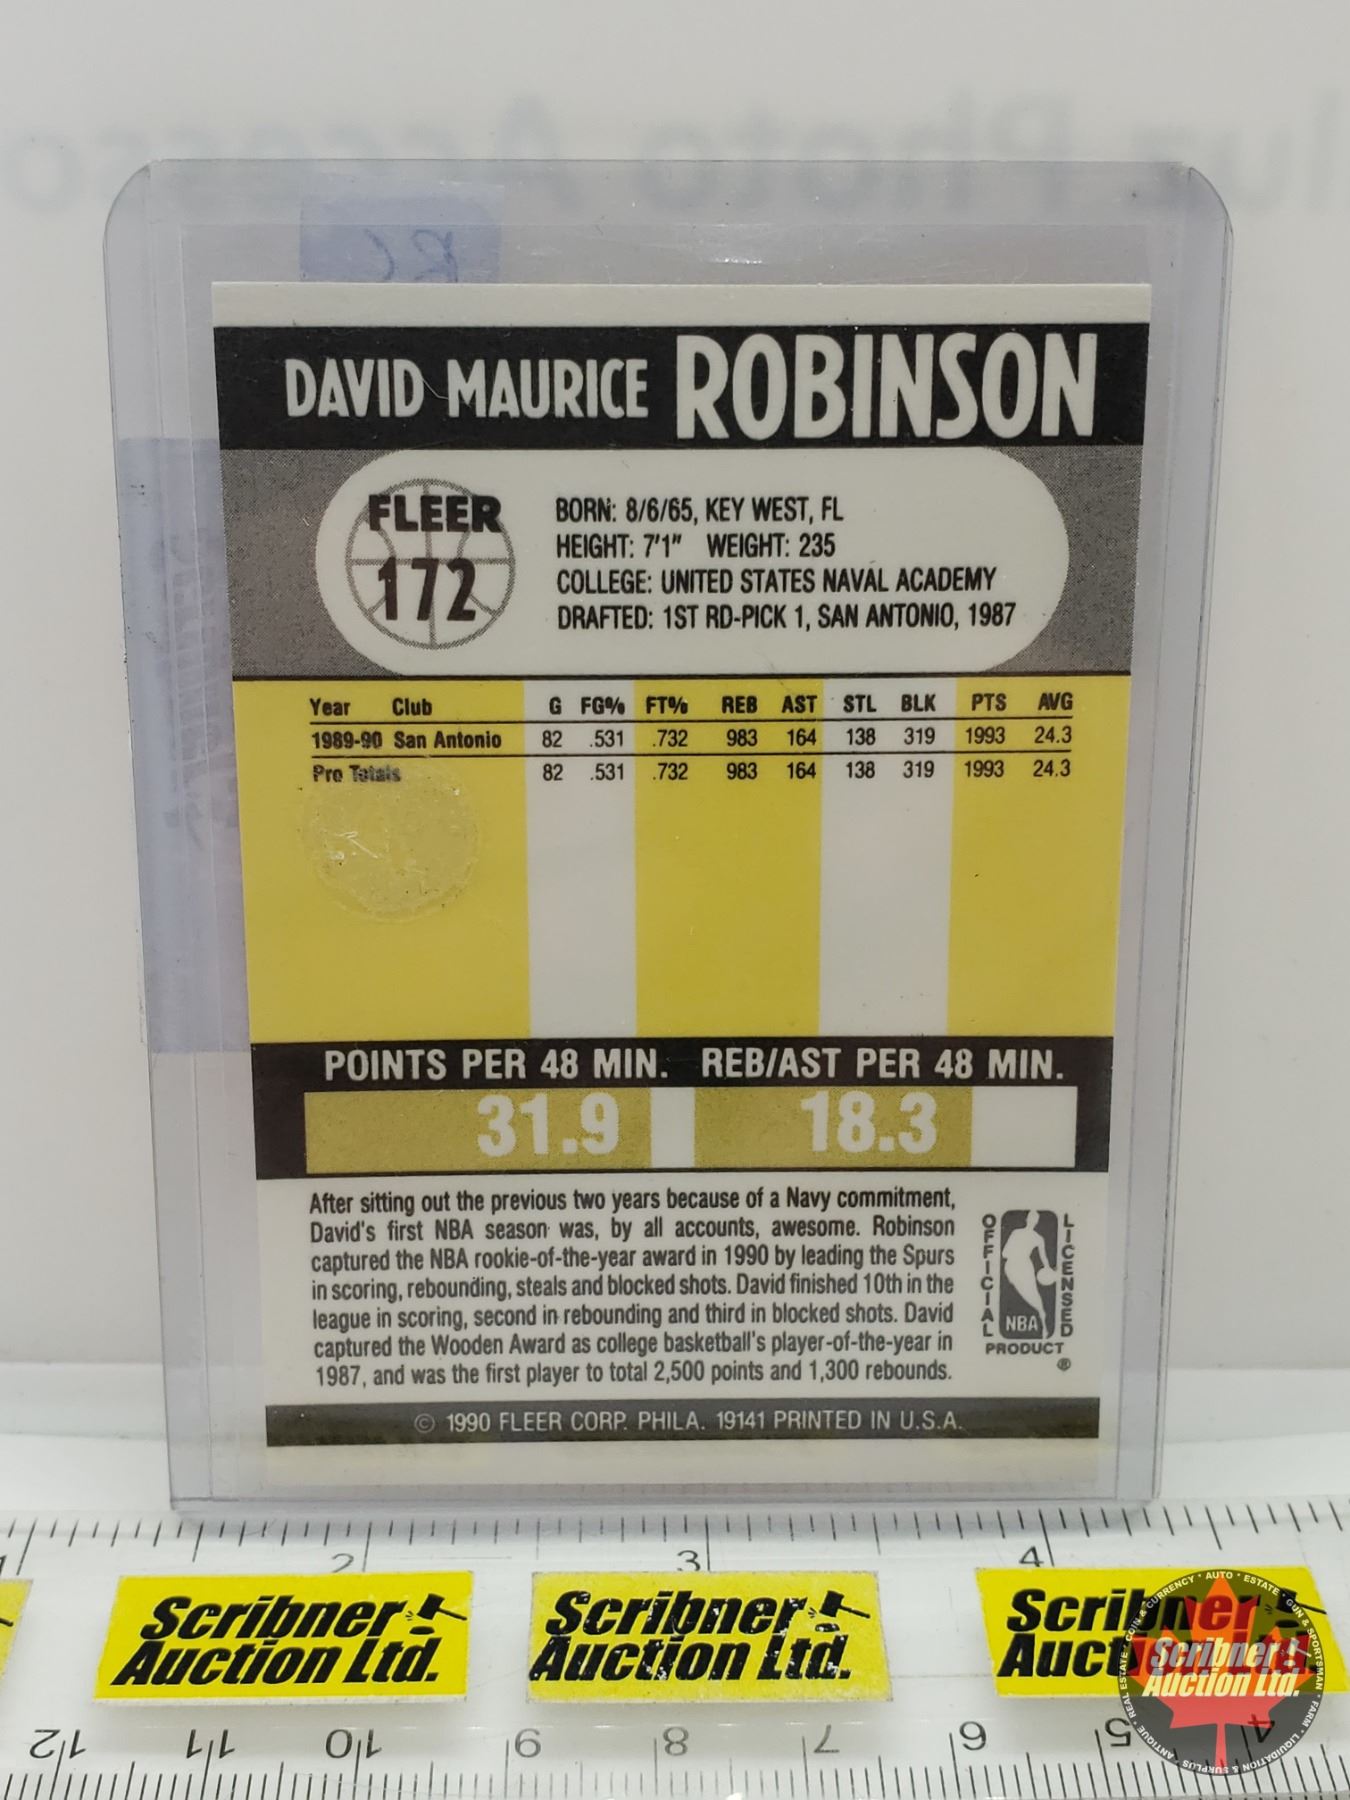 DAVID MAURICE ROBINSON
FLEER
172
BORN: 8/6/65, KEY WEST, FL
HEIGHT: 7'1" WEIGHT: 235
COLLEGE: UNITED STATES NAVAL ACADEMY
DRAFTED: 1ST RD-PICK 1, SAN ANTONIO, 1987
Year Club G FG% FT% REB AST STL BLK PTS AVG
1989-90 San Antonio 82 .531 .732 983 164 138 319 1993 24.3
Pro Totals 82 .531 .732 983 164 138 319 1993 24.3
POINTS PER 48 MIN. REB/AST PER 48 MIN.
31.9 18.3
After sitting out the previous two years because of a Navy commitment,
David's first NBA season was, by all accounts, awesome. Robinson
captured the NBA rookie-of-the-year award in 1990 by leading the Spurs
in scoring, rebounding, steals and blocked shots. David finished 10th in the
league in scoring, second in rebounding and third in blocked shots. David
captured the Wooden Award as college basketball's player-of-the-year in
1987, and was the first player to total 2,500 points and 1,300 rebounds.
OFFICIAL
LICENSED
NBA
PRODUCT
®
© 1990 FLEER CORP. PHILA. 19141 PRINTED IN U.S.A.
1 2 3 4
Scribner
Auction Ltd.
Scribner
Auction Ltd.
Scribner
Auction Ltd.
Scribner
Auction Ltd.
12 11 10 9 8 7 6 5 4